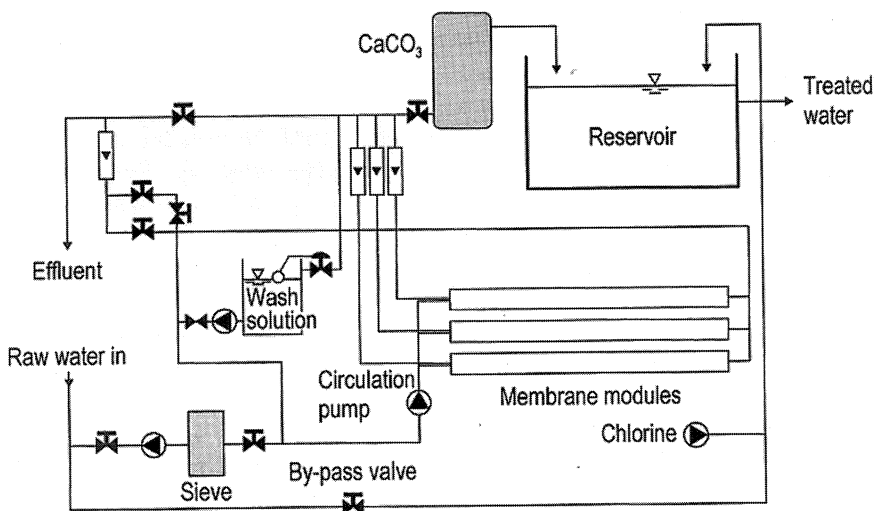 CaCO₃
Treated
water
Reservoir
Effluent
Wash
solution
Raw water in
Circulation
pump
Membrane modules
Chlorine
By-pass valve
Sieve